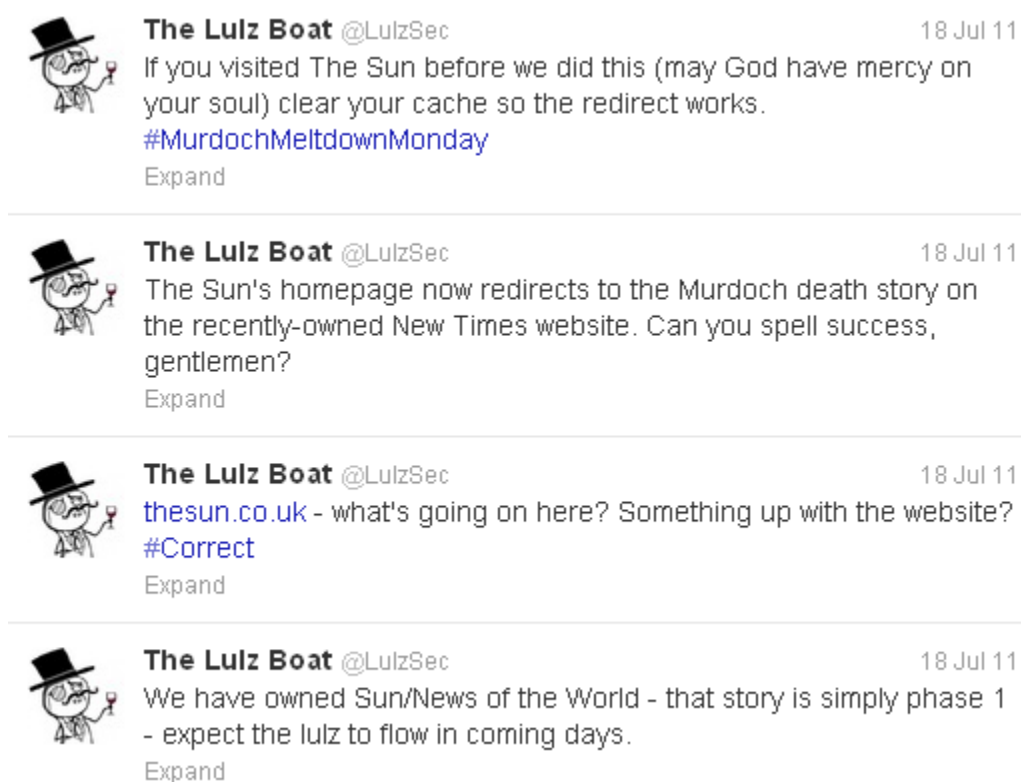 The Lulz Boat @LulzSec 18 Jul 11
If you visited The Sun before we did this (may God have mercy on
your soul) clear your cache so the redirect works.
#MurdochMeltdownMonday
Expand
The Lulz Boat @LulzSec 18 Jul 11
The Sun's homepage now redirects to the Murdoch death story on
the recently-owned New Times website. Can you spell success,
gentlemen?
Expand
The Lulz Boat @LulzSec 18 Jul 11
thesun.co.uk - what's going on here? Something up with the website?
#Correct
Expand
The Lulz Boat @LulzSec 18 Jul 11
We have owned Sun/News of the World - that story is simply phase 1
- expect the lulz to flow in coming days.
Expand